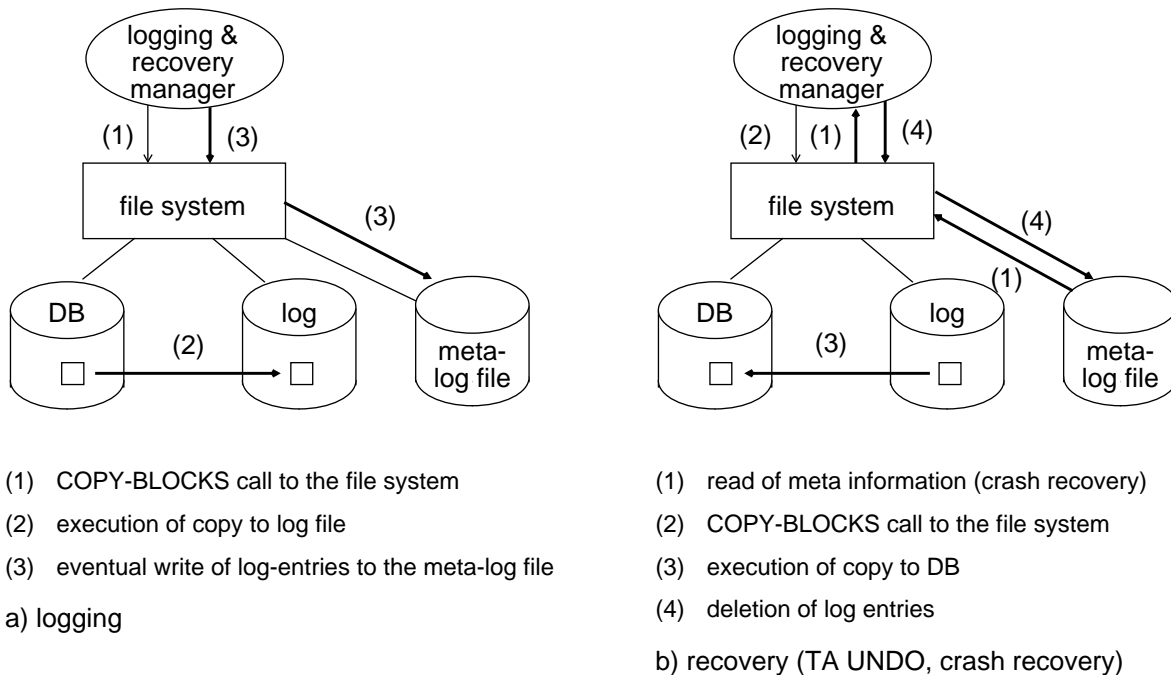 logging &
recovery
manager
(1)
(3)
file system
(3)
DB
log
(2)
meta-
log file
(1) COPY-BLOCKS call to the file system
(2) execution of copy to log file
(3) eventual write of log-entries to the meta-log file
a) logging
logging &
recovery
manager
(2)
(1)
(4)
file system
(4)
(1)
DB
log
(3)
meta-
log file
(1) read of meta information (crash recovery)
(2) COPY-BLOCKS call to the file system
(3) execution of copy to DB
(4) deletion of log entries
b) recovery (TA UNDO, crash recovery)